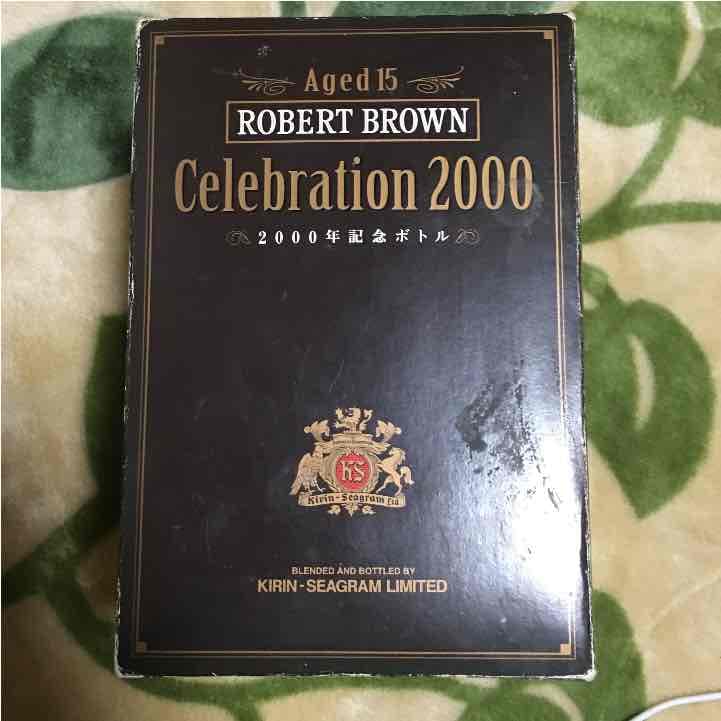 Aged 15
ROBERT BROWN
Celebration 2000
2000年記念ボトル
KS
Kirin-Seagram Ltd
BLENDED AND BOTTLED BY
KIRIN-SEAGRAM LIMITED